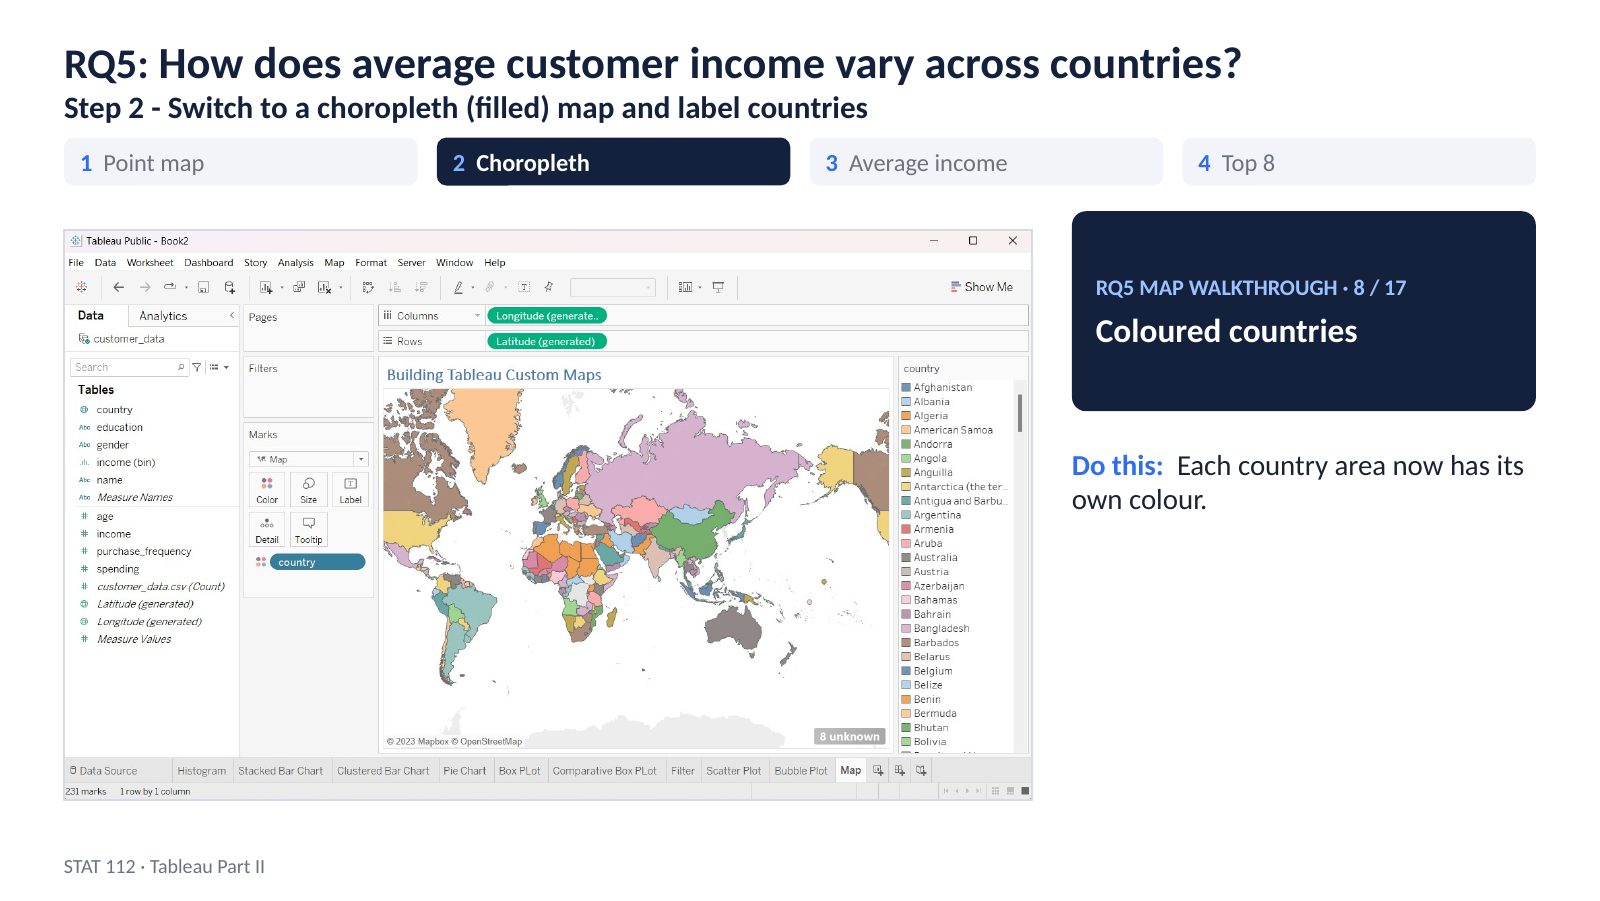 RQ5: How does average customer income vary across countries?
Step 2 - Switch to a choropleth (filled) map and label countries
1 Point map
2 Choropleth
3 Average income
4 Top 8
Tableau Public - Book2
File Data Worksheet Dashboard Story Analysis Map Format Server Window Help
Show Me
Data Analytics
customer_data
Search
Tables
country
Abc education
Abc gender
income (bin)
Abc name
Abc Measure Names
# age
# income
# purchase_frequency
# spending
# customer_data.csv (Count)
Latitude (generated)
Longitude (generated)
# Measure Values
Pages
Filters
Marks
Map
Color Size Label
Detail Tooltip
country
Columns Longitude (generate..
Rows Latitude (generated)
Building Tableau Custom Maps
© 2023 Mapbox © OpenStreetMap
8 unknown
country
Afghanistan
Albania
Algeria
American Samoa
Andorra
Angola
Anguilla
Antarctica (the ter...
Antigua and Barbu...
Argentina
Armenia
Aruba
Australia
Austria
Azerbaijan
Bahamas
Bahrain
Bangladesh
Barbados
Belarus
Belgium
Belize
Benin
Bermuda
Bhutan
Bolivia
Data Source Histogram Stacked Bar Chart Clustered Bar Chart Pie Chart Box PLot Comparative Box PLot Filter Scatter Plot Bubble Plot Map
231 marks 1 row by 1 column
RQ5 MAP WALKTHROUGH · 8 / 17
Coloured countries
Do this: Each country area now has its
own colour.
STAT 112 · Tableau Part II